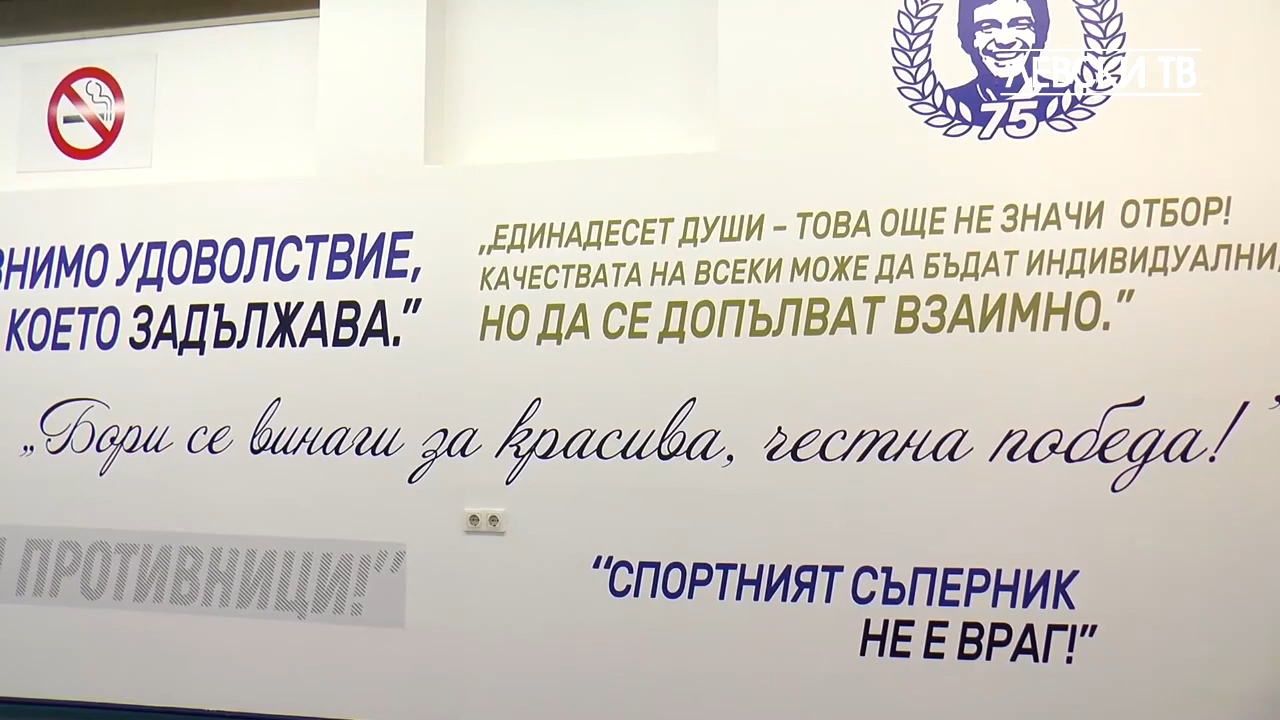 ЛЕВСКИ ТВ
75
УДОВОЛСТВИЕ,
КОЕТО ЗАДЪЛЖАВА.”
„ЕДИНАДЕСЕТ ДУШИ – ТОВА ОЩЕ НЕ ЗНАЧИ ОТБОР!
КАЧЕСТВАТА НА ВСЕКИ МОЖЕ ДА БЪДАТ ИНДИВИДУАЛНИ,
НО ДА СЕ ДОПЪЛВАТ ВЗАИМНО.”
„Бори се винаги за красива, честна победа!”
ПРОТИВНИЦИ!“
“СПОРТНИЯТ СЪПЕРНИК
НЕ Е ВРАГ!”